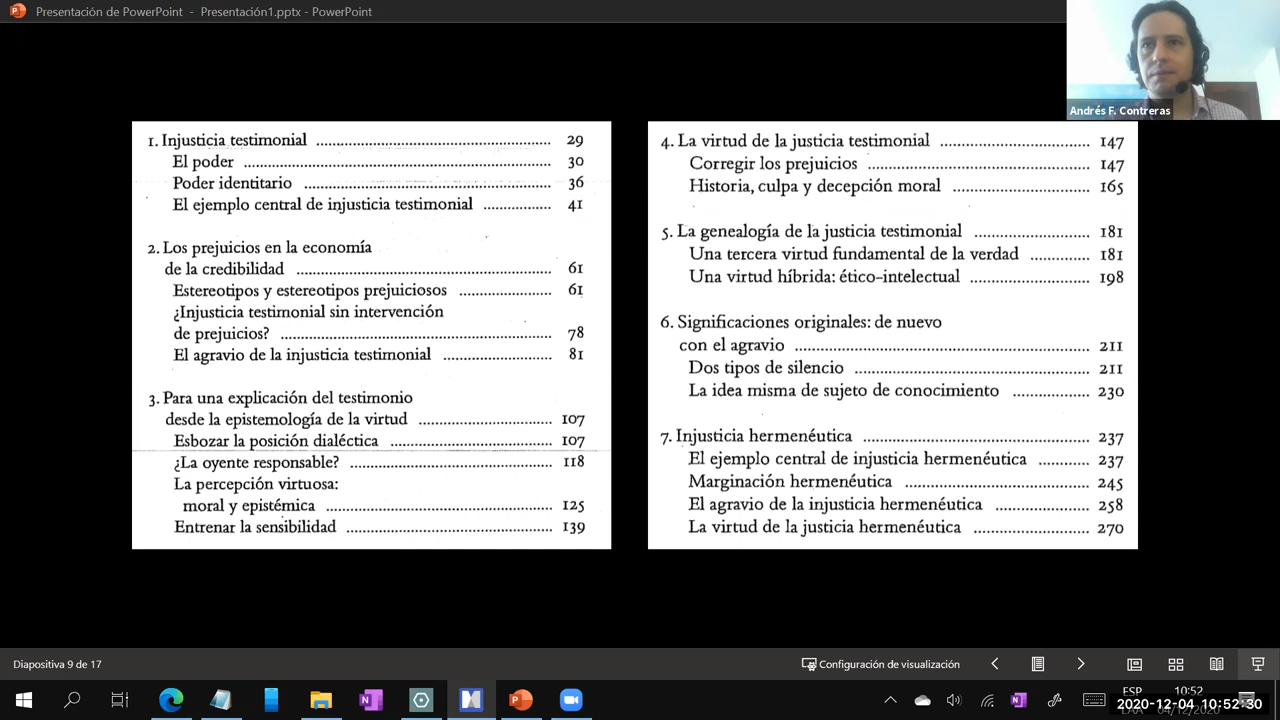 Presentación de PowerPoint - Presentación1.pptx - PowerPoint
Andrés F. Contreras
1. Injusticia testimonial ........ 29
El poder ........ 30
Poder identitario ........ 36
El ejemplo central de injusticia testimonial ........ 41
2. Los prejuicios en la economía
de la credibilidad ........ 61
Estereotipos y estereotipos prejuiciosos ........ 61
¿Injusticia testimonial sin intervención
de prejuicios? ........ 78
El agravio de la injusticia testimonial ........ 81
3. Para una explicación del testimonio
desde la epistemología de la virtud ........ 107
Esbozar la posición dialéctica ........ 107
¿La oyente responsable? ........ 118
La percepción virtuosa:
moral y epistémica ........ 125
Entrenar la sensibilidad ........ 139
4. La virtud de la justicia testimonial ........ 147
Corregir los prejuicios ........ 147
Historia, culpa y decepción moral ........ 165
5. La genealogía de la justicia testimonial ........ 181
Una tercera virtud fundamental de la verdad ........ 181
Una virtud híbrida: ético-intelectual ........ 198
6. Significaciones originales: de nuevo
con el agravio ........ 211
Dos tipos de silencio ........ 211
La idea misma de sujeto de conocimiento ........ 230
7. Injusticia hermenéutica ........ 237
El ejemplo central de injusticia hermenéutica ........ 237
Marginación hermenéutica ........ 245
El agravio de la injusticia hermenéutica ........ 258
La virtud de la justicia hermenéutica ........ 270
Diapositiva 9 de 17
Configuración de visualización
ESP
10:52
2020-12-04 10:52:30